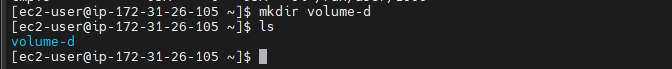 [ec2-user@ip-172-31-26-105 ~]$ mkdir volume-d
[ec2-user@ip-172-31-26-105 ~]$ ls
volume-d
[ec2-user@ip-172-31-26-105 ~]$